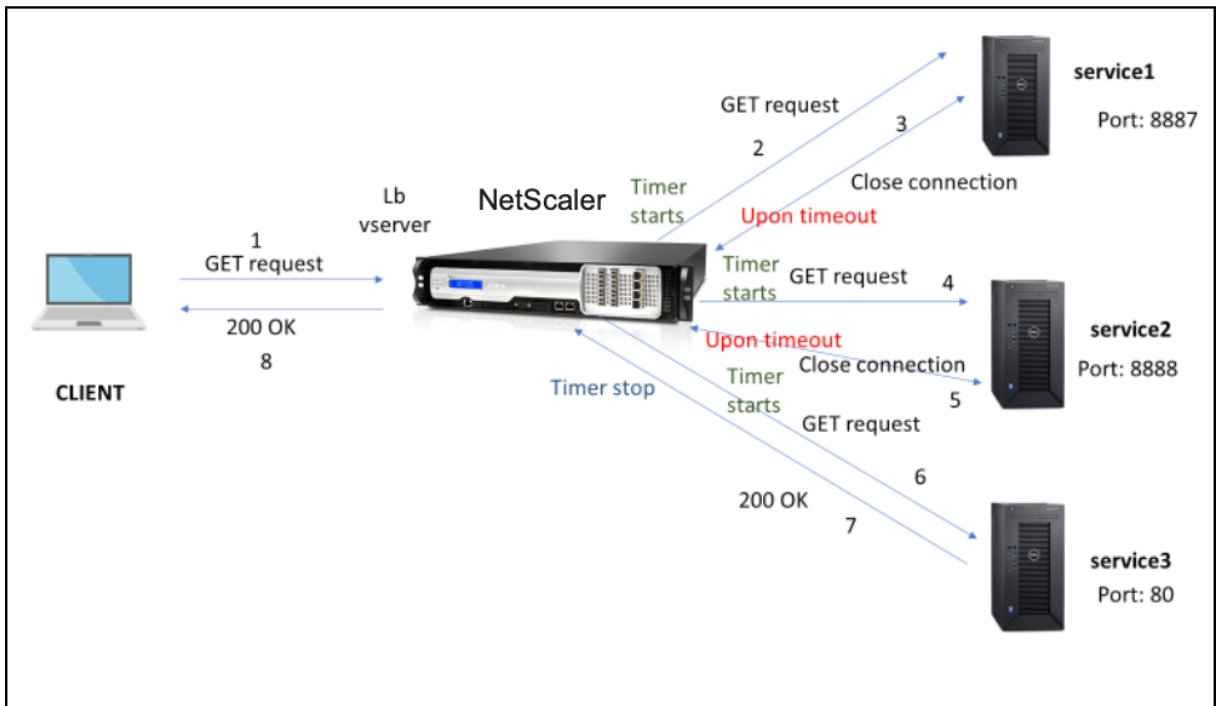 service1
Port: 8887
GET request
2
3
Close connection
Lb
vserver
NetScaler
Timer
starts
Upon timeout
1
GET request
200 OK
8
CLIENT
Timer
starts
GET request
4
service2
Port: 8888
Upon timeout
Close connection
5
Timer stop
Timer
starts
GET request
6
200 OK
7
service3
Port: 80